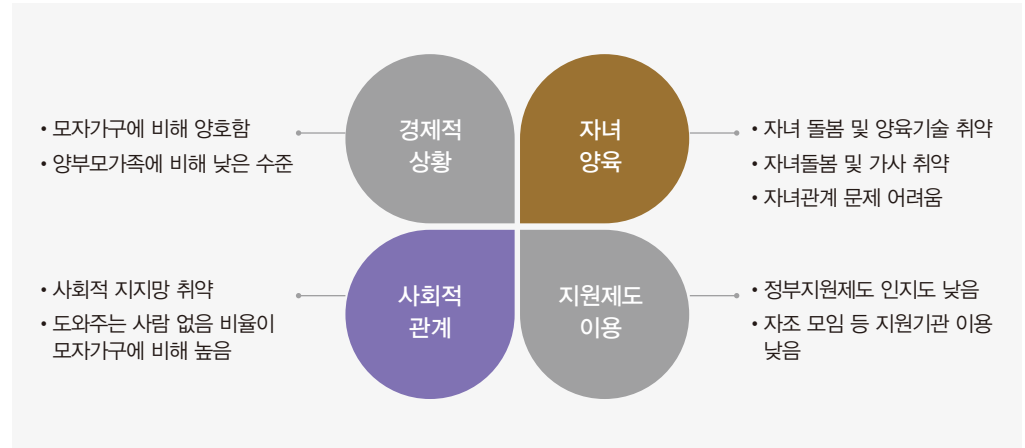 경제적
상황
• 모자가구에 비해 양호함
• 양부모가족에 비해 낮은 수준
자녀
양육
• 자녀 돌봄 및 양육기술 취약
• 자녀돌봄 및 가사 취약
• 자녀관계 문제 어려움
사회적
관계
• 사회적 지지망 취약
• 도와주는 사람 없음 비율이
모자가구에 비해 높음
지원제도
이용
• 정부지원제도 인지도 낮음
• 자조 모임 등 지원기관 이용
낮음